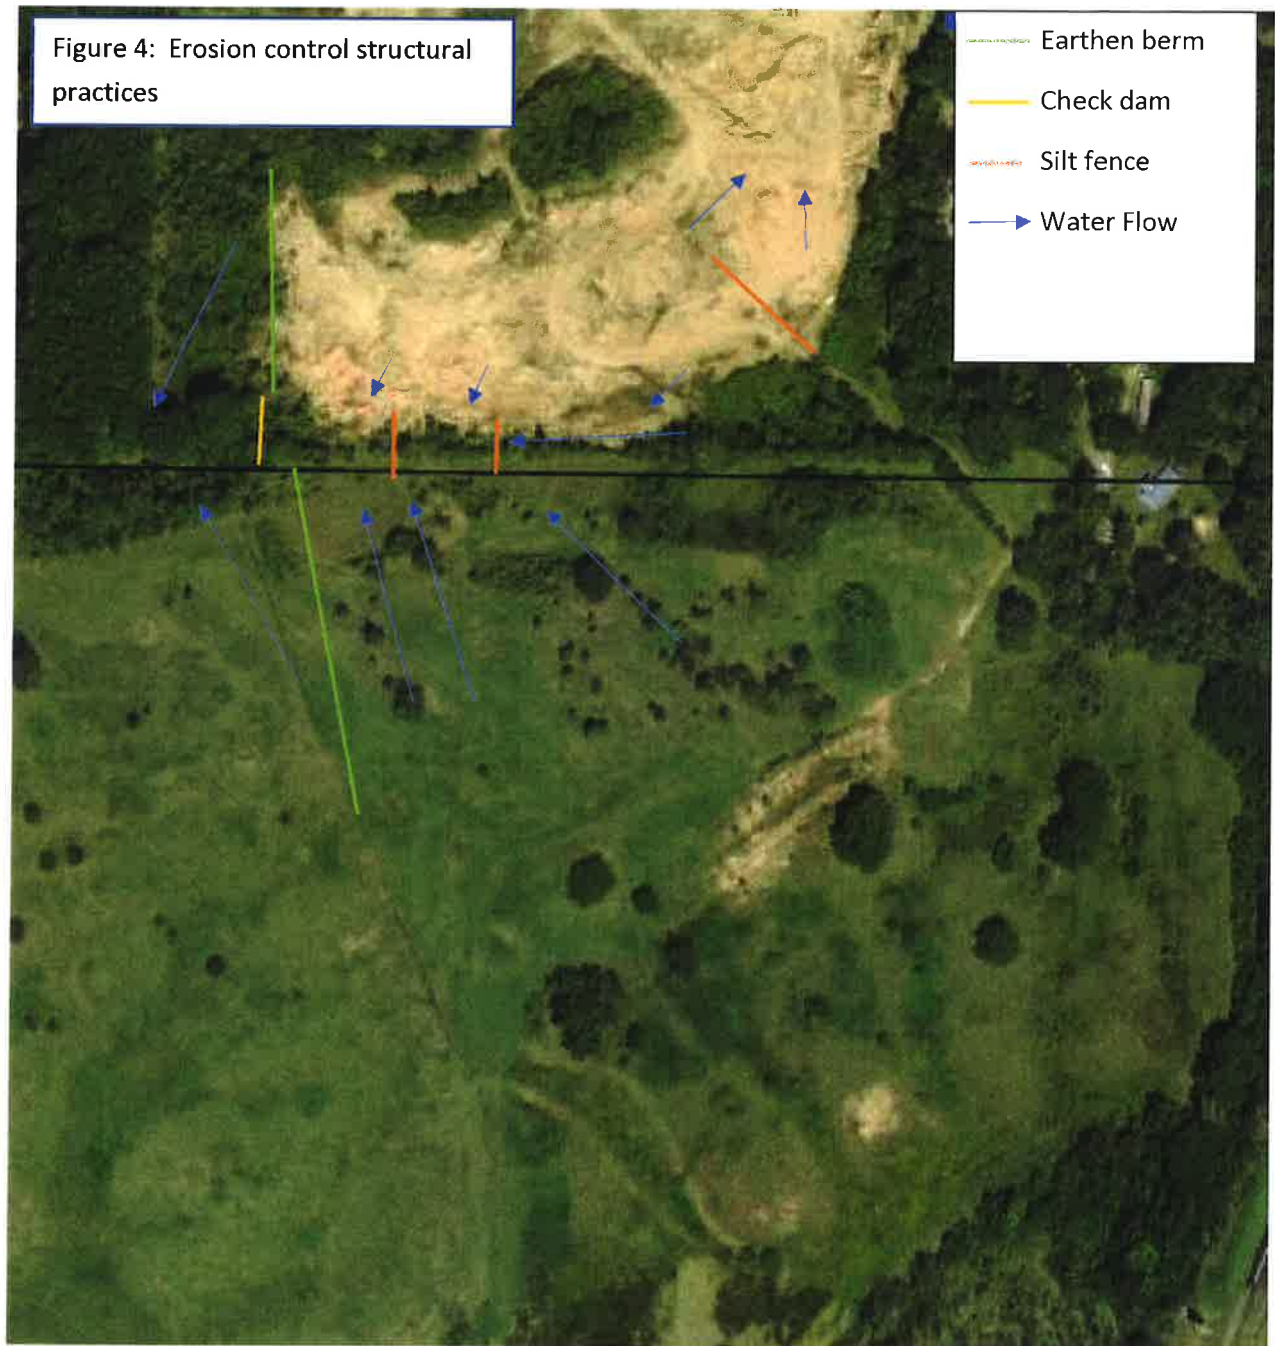 Figure 4:  Erosion control structural
practices
Earthen berm
Check dam
Silt fence
Water Flow